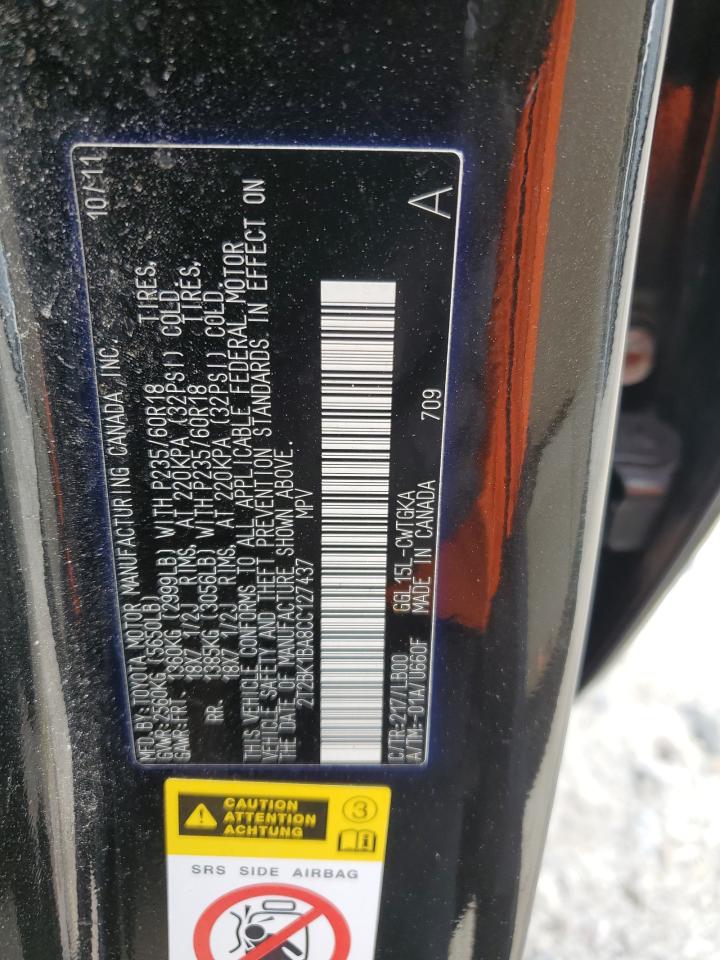 MFD.BY:TOYOTA MOTOR MANUFACTURING CANADA INC. 10/11
GVWR:2560KG (5650LB)
GAWR:FRT. 1360KG (2999LB) WITH P235/60R18 TIRES,
18X7 1/2J RIMS, AT 220KPA (32PSI) COLD
RR. 1385KG (3056LB) WITH P235/60R18 TIRES,
18X7 1/2J RIMS, AT 220KPA (32PSI) COLD.
THIS VEHICLE CONFORMS TO ALL APPLICABLE FEDERAL MOTOR
VEHICLE SAFETY AND THEFT PREVENTION STANDARDS IN EFFECT ON
THE DATE OF MANUFACTURE SHOWN ABOVE.
2T2BK1BA8CC127437 MPV
C/TR:217/LB00 GGL15L-CWTGKA A
A/TM:-01A/U660F MADE IN CANADA 709
CAUTION
ATTENTION
ACHTUNG
3
SRS SIDE AIRBAG